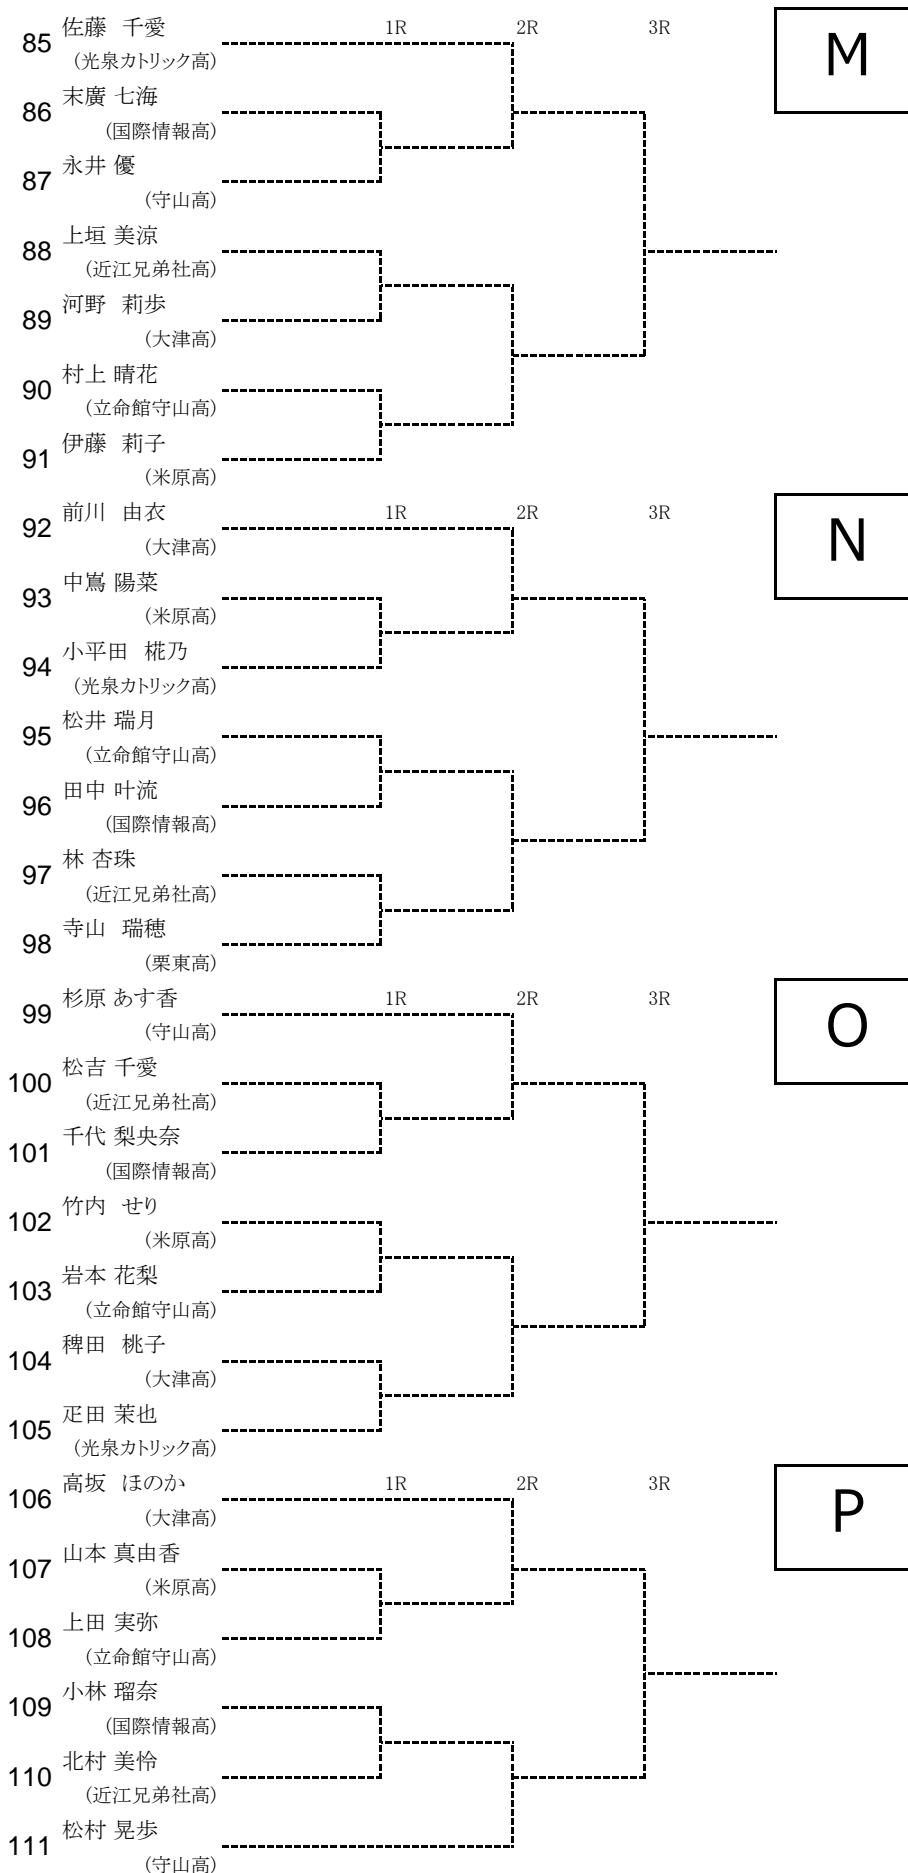 佐藤　千愛 1R 2R 3R
85
(光泉カトリック高)
M
末廣 七海
86
(国際情報高)
永井 優
87
(守山高)
上垣 美涼
88
(近江兄弟社高)
河野　莉歩
89
(大津高)
村上 晴花
90
(立命館守山高)
伊藤　莉子
91
(米原高)
前川　由衣 1R 2R 3R
92
(大津高)
N
中嶌 陽菜
93
(米原高)
小平田　椛乃
94
(光泉カトリック高)
松井 瑞月
95
(立命館守山高)
田中 叶流
96
(国際情報高)
林 杏珠
97
(近江兄弟社高)
寺山　瑞穂
98
(栗東高)
杉原 あす香 1R 2R 3R
99
(守山高)
O
松吉 千愛
100
(近江兄弟社高)
千代 梨央奈
101
(国際情報高)
竹内　せり
102
(米原高)
岩本 花梨
103
(立命館守山高)
稗田　桃子
104
(大津高)
疋田 茉也
105
(光泉カトリック高)
高坂　ほのか 1R 2R 3R
106
(大津高)
P
山本 真由香
107
(米原高)
上田 実弥
108
(立命館守山高)
小林 瑠奈
109
(国際情報高)
北村 美怜
110
(近江兄弟社高)
松村 晃歩
111
(守山高)